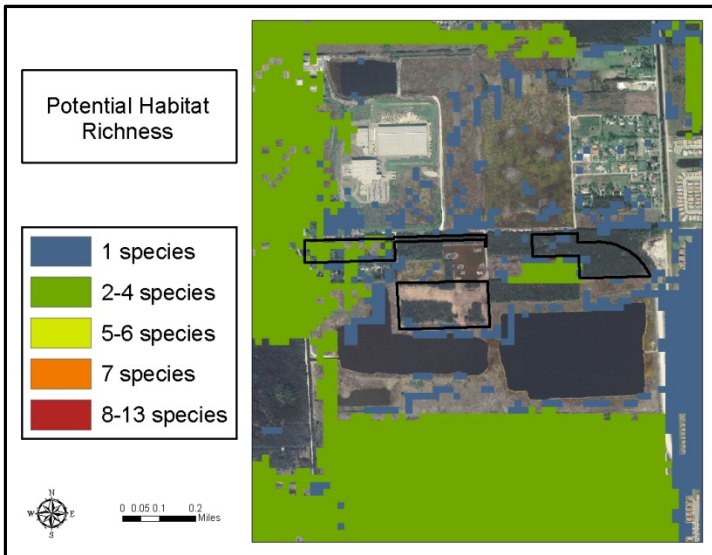 Potential Habitat
Richness
1 species
2-4 species
5-6 species
7 species
8-13 species
N
W E
S
0 0.05 0.1 0.2
Miles